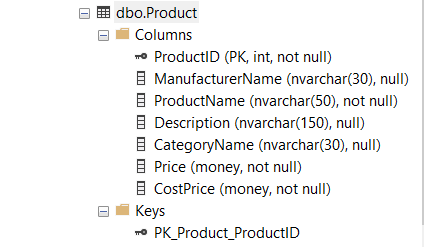 dbo.Product
Columns
ProductID (PK, int, not null)
ManufacturerName (nvarchar(30), null)
ProductName (nvarchar(50), not null)
Description (nvarchar(150), null)
CategoryName (nvarchar(30), null)
Price (money, not null)
CostPrice (money, not null)
Keys
PK_Product_ProductID